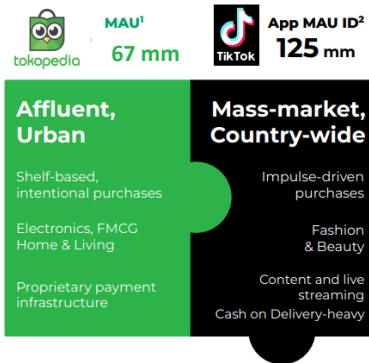 tokopedia
MAU¹
67 mm
TikTok
App MAU ID²
125 mm
Affluent,
Urban
Shelf-based,
intentional purchases
Electronics, FMCG
Home & Living
Proprietary payment
infrastructure
Mass-market,
Country-wide
Impulse-driven
purchases
Fashion
& Beauty
Content and live
streaming
Cash on Delivery-heavy